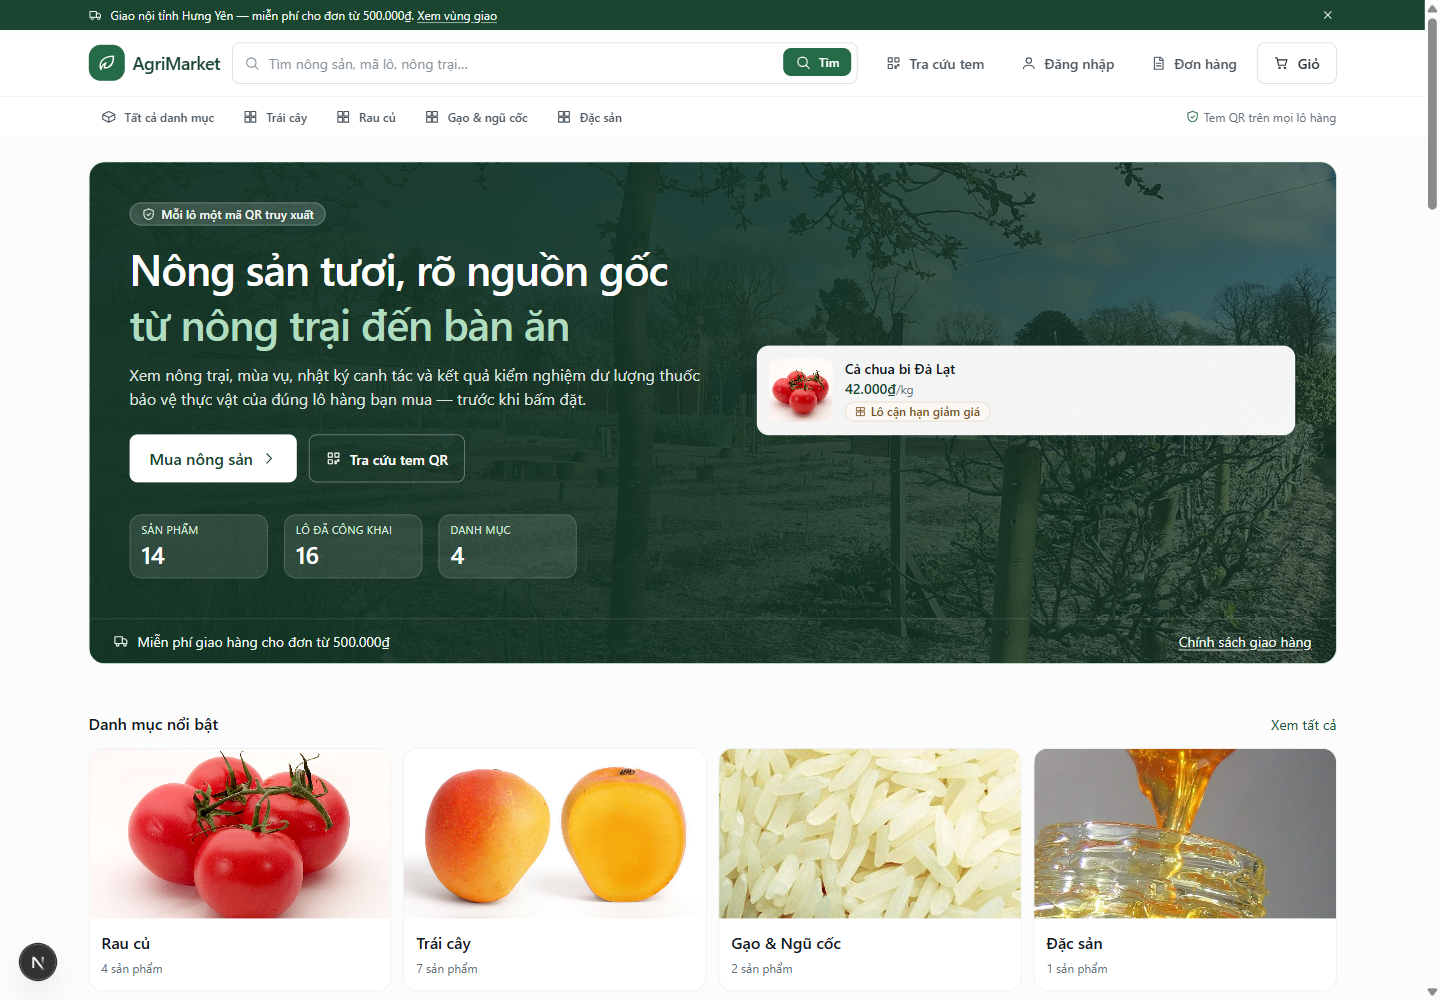 Giao nội tỉnh Hưng Yên — miễn phí cho đơn từ 500.000₫. Xem vùng giao
AgriMarket
Tìm nông sản, mã lô, nông trại...
Tìm
Tra cứu tem
Đăng nhập
Đơn hàng
Giỏ
Tất cả danh mục
Trái cây
Rau củ
Gạo & ngũ cốc
Đặc sản
Tem QR trên mọi lô hàng
Mỗi lô một mã QR truy xuất
Nông sản tươi, rõ nguồn gốc
từ nông trại đến bàn ăn
Xem nông trại, mùa vụ, nhật ký canh tác và kết quả kiểm nghiệm dư lượng thuốc
bảo vệ thực vật của đúng lô hàng bạn mua — trước khi bấm đặt.
Mua nông sản
Tra cứu tem QR
Cà chua bi Đà Lạt
42.000₫/kg
Lô cận hạn giảm giá
SẢN PHẨM
14
LÔ ĐÃ CÔNG KHAI
16
DANH MỤC
4
Miễn phí giao hàng cho đơn từ 500.000₫
Chính sách giao hàng
Danh mục nổi bật
Xem tất cả
Rau củ
4 sản phẩm
Trái cây
7 sản phẩm
Gạo & Ngũ cốc
2 sản phẩm
Đặc sản
1 sản phẩm
N